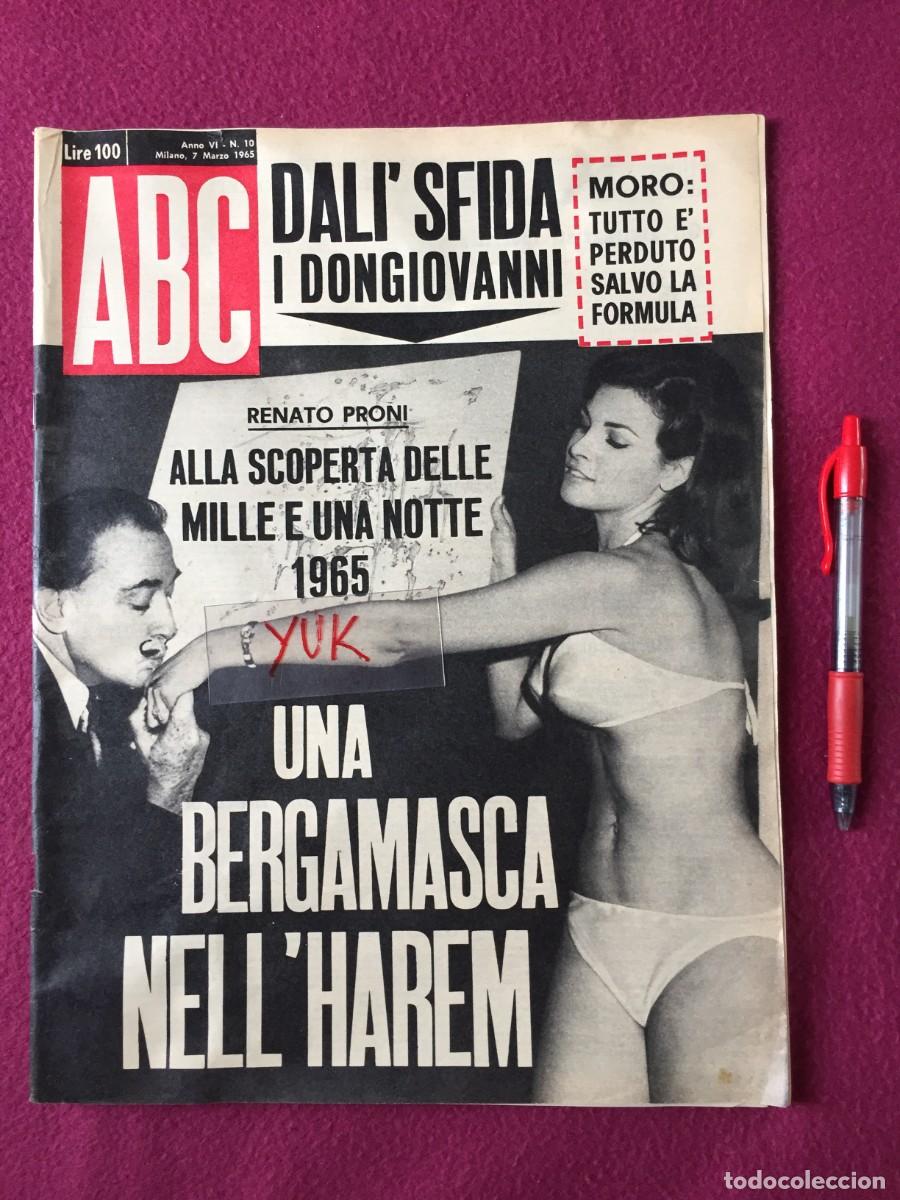 Lire 100
Anno VI - N. 10
Milano, 7 Marzo 1965
ABC
DALI' SFIDA
I DONGIOVANNI
MORO:
TUTTO E'
PERDUTO
SALVO LA
FORMULA
RENATO PRONI
ALLA SCOPERTA DELLE
MILLE E UNA NOTTE
1965
YUK
UNA
BERGAMASCA
NELL'HAREM
todocoleccion